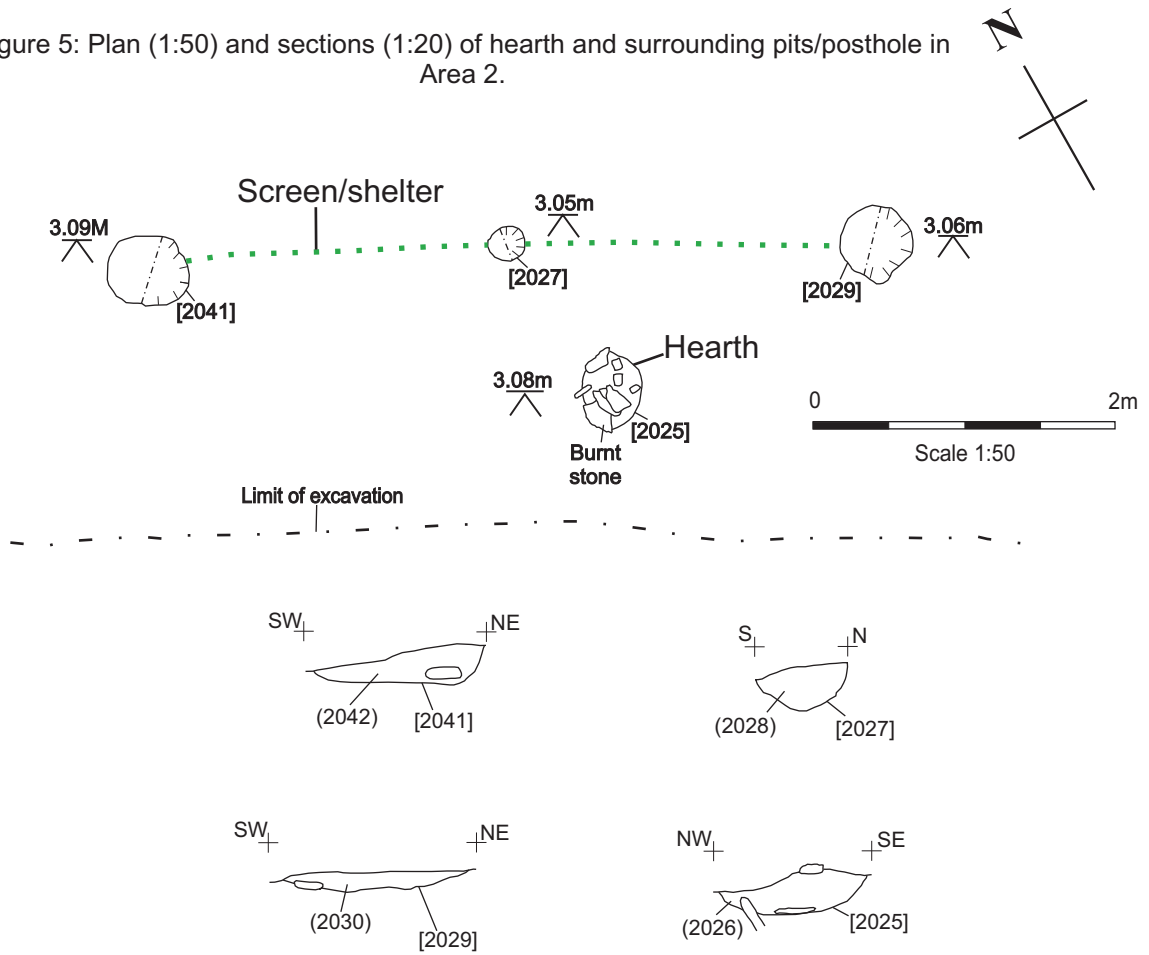 gure 5: Plan (1:50) and sections (1:20) of hearth and surrounding pits/posthole in
Area 2.
N
Screen/shelter
3.09M
3.05m
3.06m
[2041]
[2027]
[2029]
Hearth
3.08m
[2025]
Burnt
stone
0 2m
Scale 1:50
Limit of excavation
SW NE
(2042) [2041]
S N
(2028) [2027]
SW NE
(2030) [2029]
NW SE
(2026) [2025]